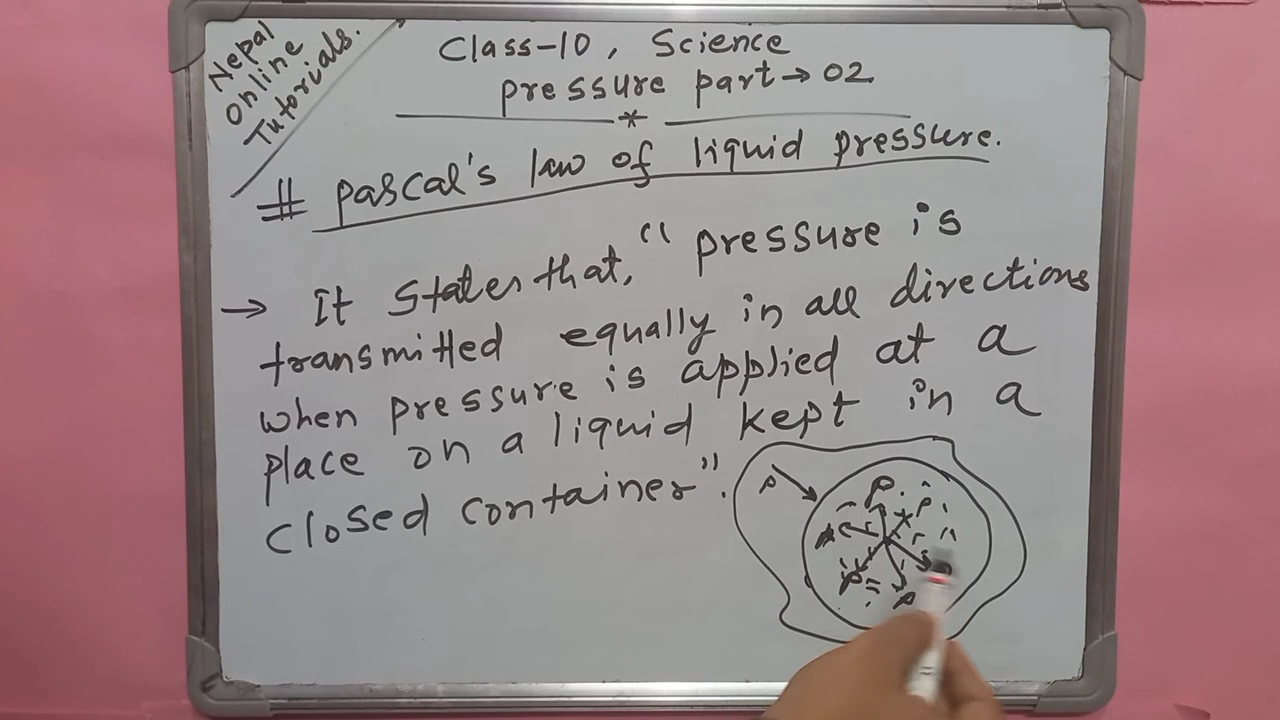 Nepal
Online
Tutorials.
Class-10, Science
pressure part → 02
*
# pascal's law of liquid pressure.
→ It states that, "pressure is
transmitted equally in all directions
when pressure is applied at a
place on a liquid kept in a
closed container".
P
P
P
P
P